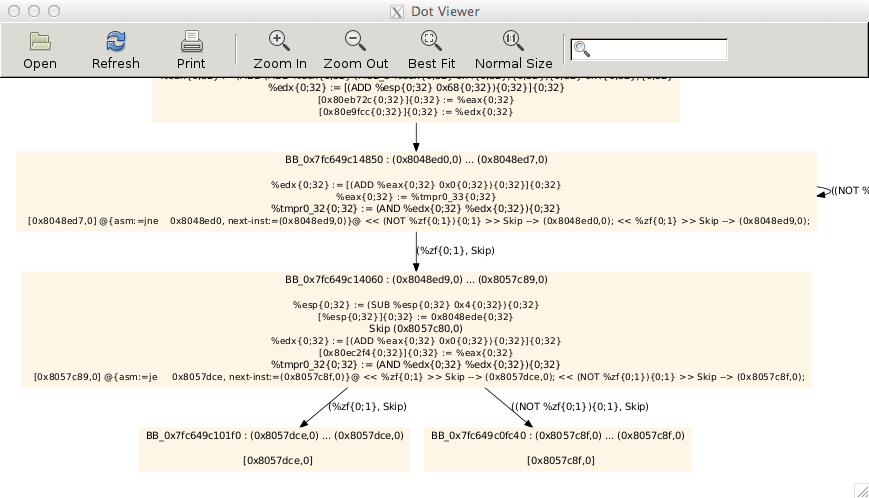 Dot Viewer
Open Refresh Print Zoom In Zoom Out Best Fit Normal Size
%edx{0;32} := [(ADD %esp{0;32} 0x68{0;32}){0;32}]{0;32}
[0x80eb72c{0;32}]{0;32} := %eax{0;32}
[0x80e9fcc{0;32}]{0;32} := %edx{0;32}
BB_0x7fc649c14850 : (0x8048ed0,0) ... (0x8048ed7,0)
%edx{0;32} := [(ADD %eax{0;32} 0x0{0;32}){0;32}]{0;32}
%eax{0;32} := %tmpr0_33{0;32}
%tmpr0_32{0;32} := (AND %edx{0;32} %edx{0;32}){0;32}
[0x8048ed7,0] @{asm:=jne 0x8048ed0, next-inst:=(0x8048ed9,0)}@ << (NOT %zf{0;1}){0;1} >> Skip --> (0x8048ed0,0); << %zf{0;1} >> Skip --> (0x8048ed9,0);
((NOT %
(%zf{0;1}, Skip)
BB_0x7fc649c14060 : (0x8048ed9,0) ... (0x8057c89,0)
%esp{0;32} := (SUB %esp{0;32} 0x4{0;32}){0;32}
[%esp{0;32}]{0;32} := 0x8048ede{0;32}
Skip (0x8057c80,0)
%edx{0;32} := [(ADD %eax{0;32} 0x0{0;32}){0;32}]{0;32}
[0x80ec2f4{0;32}]{0;32} := %eax{0;32}
%tmpr0_32{0;32} := (AND %edx{0;32} %edx{0;32}){0;32}
[0x8057c89,0] @{asm:=je 0x8057dce, next-inst:=(0x8057c8f,0)}@ << %zf{0;1} >> Skip --> (0x8057dce,0); << (NOT %zf{0;1}){0;1} >> Skip --> (0x8057c8f,0);
(%zf{0;1}, Skip) ((NOT %zf{0;1}){0;1}, Skip)
BB_0x7fc649c101f0 : (0x8057dce,0) ... (0x8057dce,0)
[0x8057dce,0]
BB_0x7fc649c0fc40 : (0x8057c8f,0) ... (0x8057c8f,0)
[0x8057c8f,0]